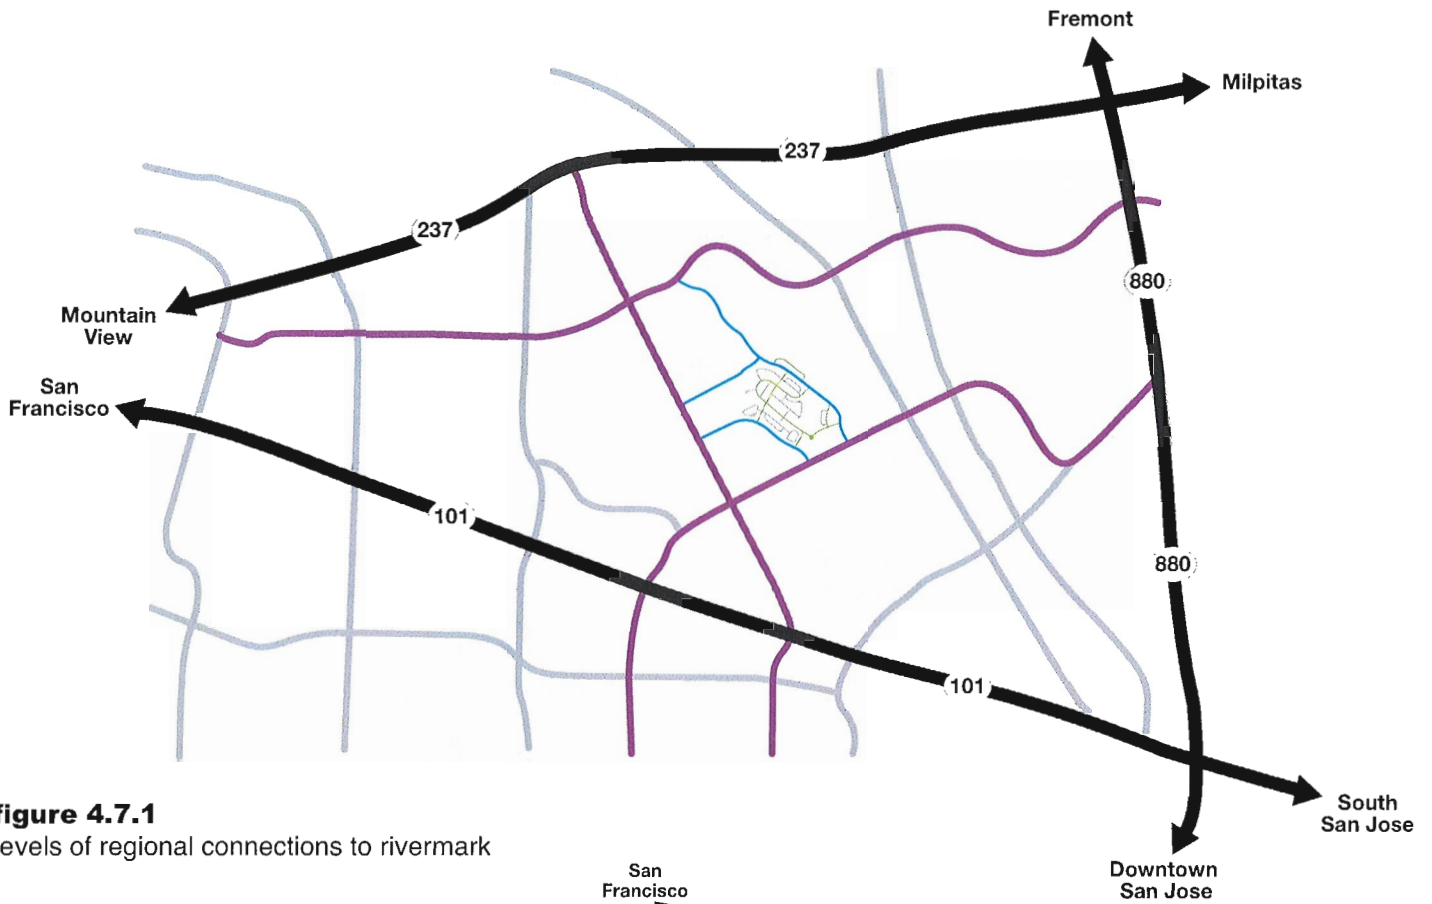 Fremont
Milpitas
237
237
880
Mountain
View
San
Francisco
101
880
101
South
San Jose
figure 4.7.1
evels of regional connections to rivermark
Downtown
San Jose
San
Francisco